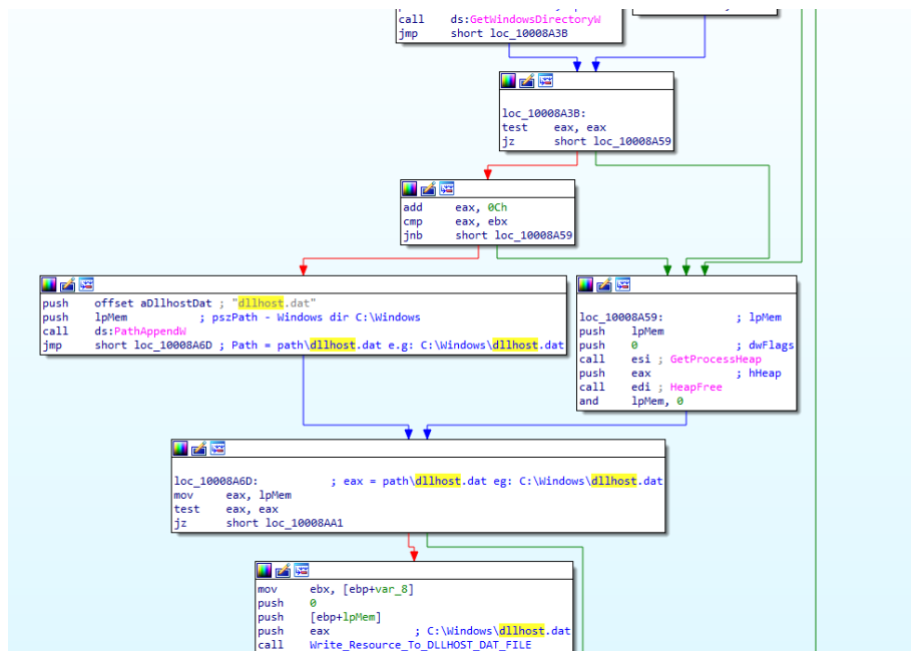 call ds:GetWindowsDirectoryW
jmp short loc_10008A3B
loc_10008A3B:
test eax, eax
jz short loc_10008A59
add eax, 0Ch
cmp eax, ebx
jnb short loc_10008A59
push offset aDllhostDat ; "dllhost.dat"
push lpMem ; pszPath - Windows dir C:\Windows
call ds:PathAppendW
jmp short loc_10008A6D ; Path = path\dllhost.dat e.g: C:\Windows\dllhost.dat
loc_10008A59: ; lpMem
push lpMem
push 0 ; dwFlags
call esi ; GetProcessHeap
push eax ; hHeap
call edi ; HeapFree
and lpMem, 0
loc_10008A6D: ; eax = path\dllhost.dat eg: C:\Windows\dllhost.dat
mov eax, lpMem
test eax, eax
jz short loc_10008AA1
mov ebx, [ebp+var_8]
push 0
push [ebp+lpMem]
push eax ; C:\Windows\dllhost.dat
call Write_Resource_To_DLLHOST_DAT_FILE